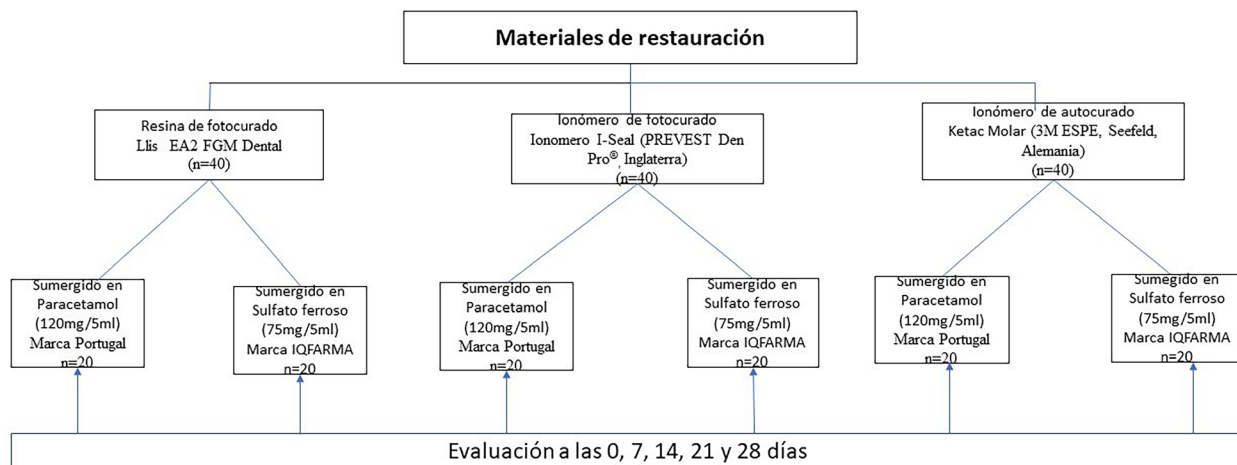 Materiales de restauración
Resina de fotocurado
Llis EA2 FGM Dental
(n=40)
Ionómero de fotocurado
Ionomero I-Seal (PREVEST Den
Pro®, Inglaterra)
(n=40)
Ionómero de autocurado
Ketac Molar (3M ESPE, Seefeld,
Alemania)
(n=40)
Sumergido en
Paracetamol
(120mg/5ml)
Marca Portugal
n=20
Sumergido en
Sulfato ferroso
(75mg/5ml)
Marca IQFARMA
n=20
Sumergido en
Paracetamol
(120mg/5ml)
Marca Portugal
n=20
Sumergido en
Sulfato ferroso
(75mg/5ml)
Marca IQFARMA
n=20
Sumergido en
Paracetamol
(120mg/5ml)
Marca Portugal
n=20
Sumergido en
Sulfato ferroso
(75mg/5ml)
Marca IQFARMA
n=20
Evaluación a las 0, 7, 14, 21 y 28 días